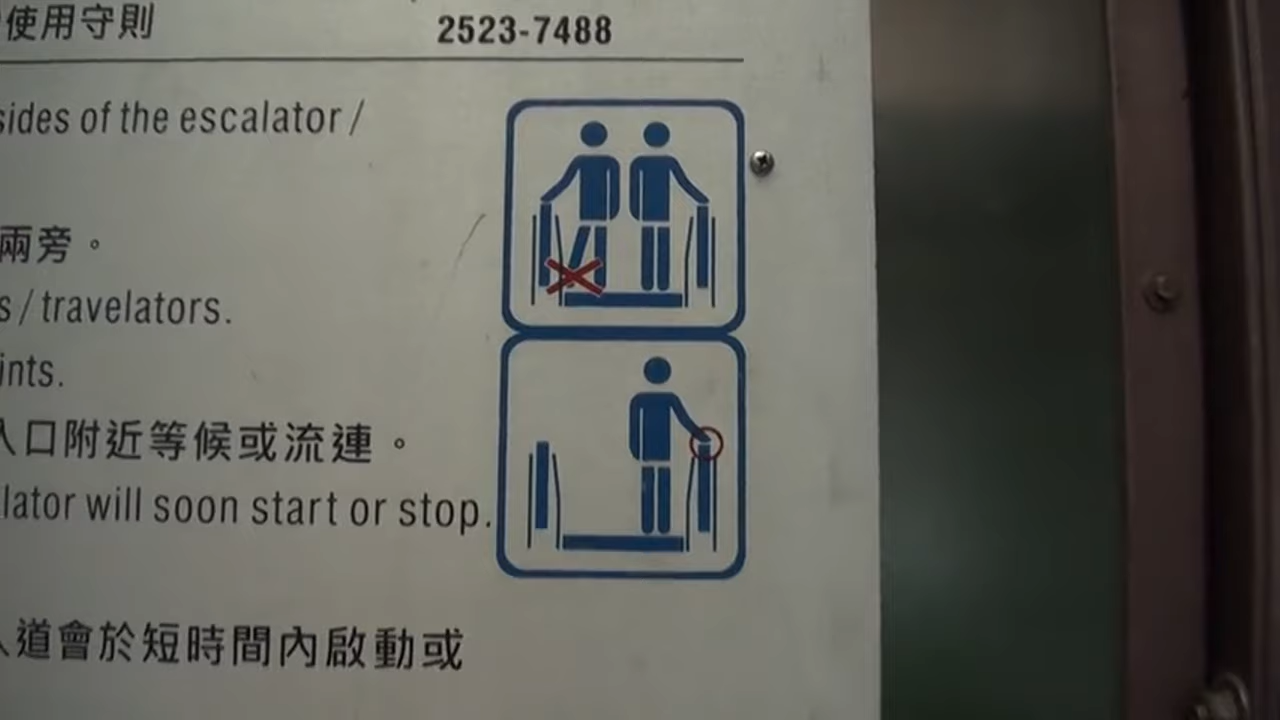 使用守則 2523-7488
sides of the escalator /
兩旁。
s / travelators.
ints.
入口附近等候或流連。
lator will soon start or stop.
人道會於短時間內啟動或